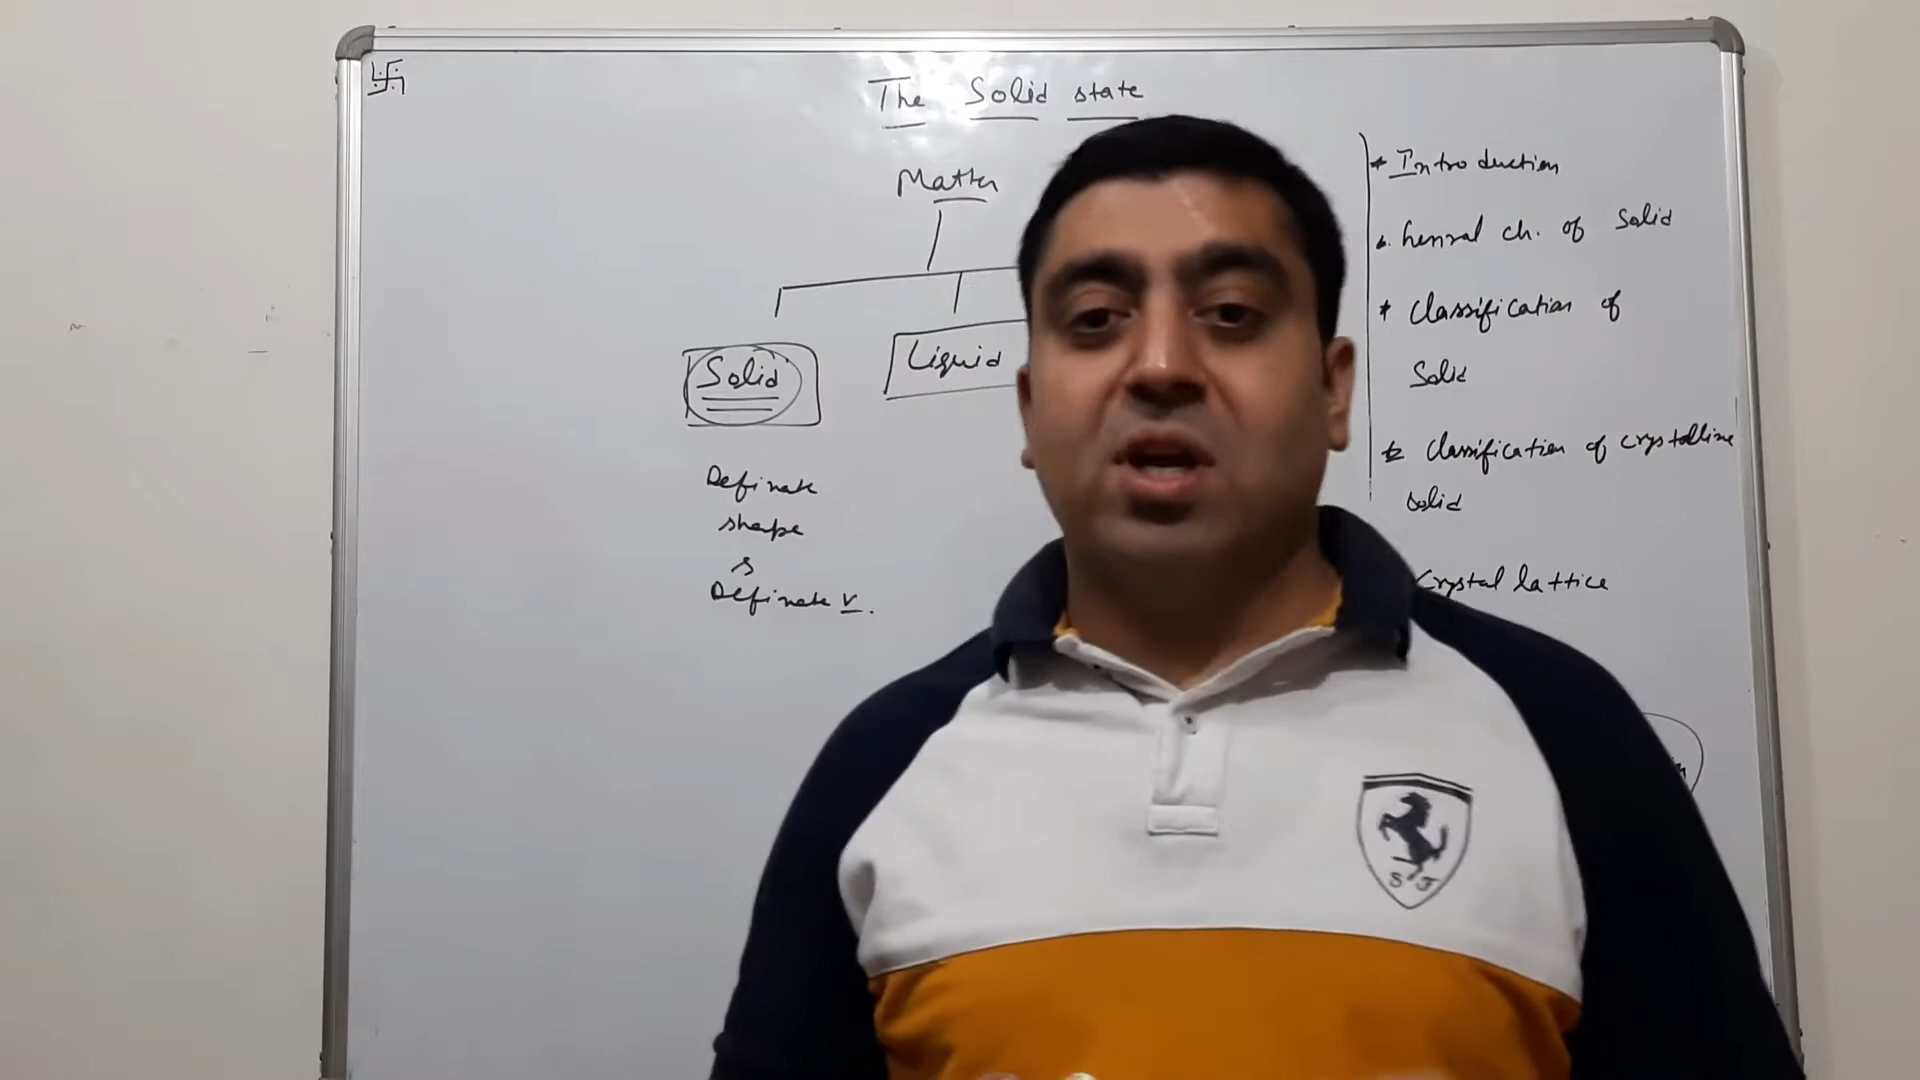 The Solid state
Matter
Solid
Liquid
Definate
shape
&
Definate v.
* Introduction
Genral ch. of Solid
* Classification of
Solid
* Classification of crystalline
solid
Crystal lattice
S F